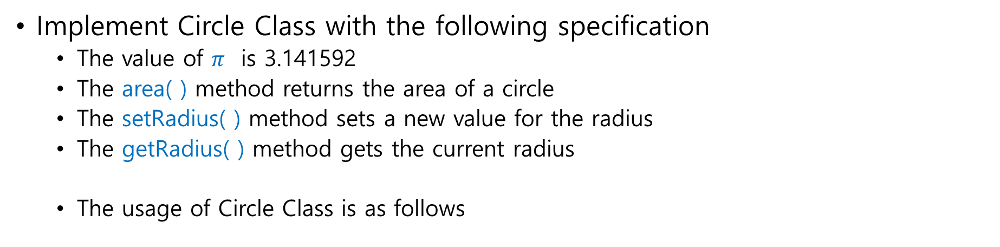 • Implement Circle Class with the following specification
• The value of π is 3.141592
• The area( ) method returns the area of a circle
• The setRadius( ) method sets a new value for the radius
• The getRadius( ) method gets the current radius
• The usage of Circle Class is as follows